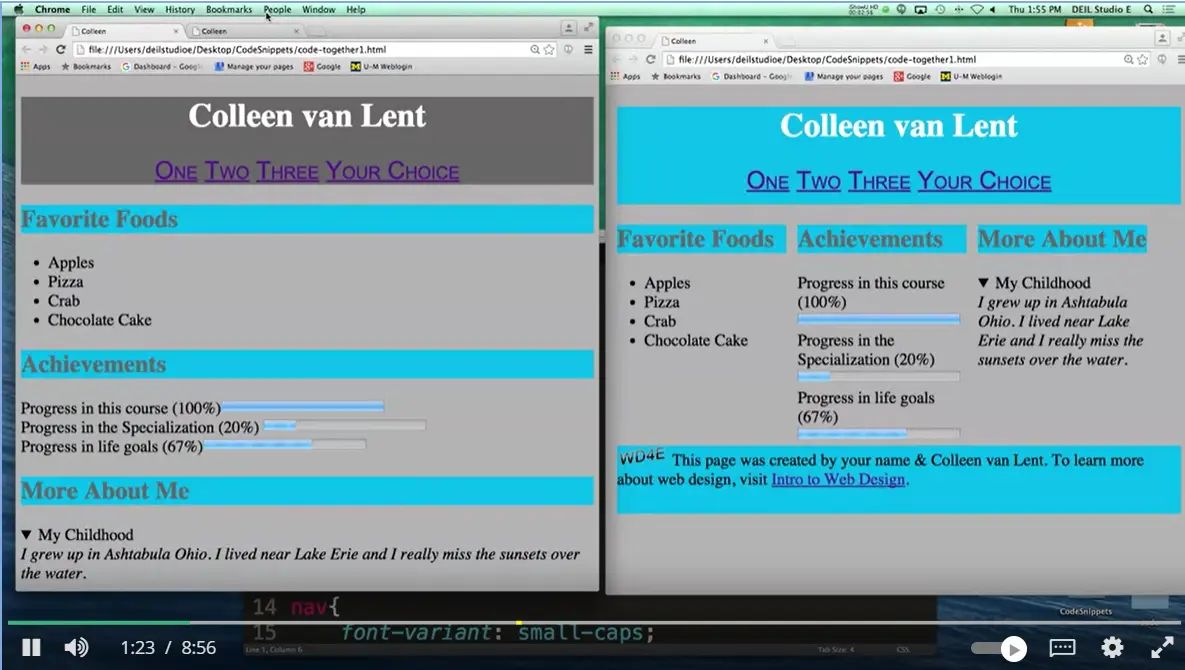 Chrome File Edit View History Bookmarks People Window Help Thu 1:55 PM DEIL Studio E
Colleen Colleen
file:///Users/deilstudioe/Desktop/CodeSnippets/code-together1.html
Apps Bookmarks Dashboard - Googl Manage your pages Google U-M Weblogin
Colleen van Lent
One Two Three Your Choice
Favorite Foods
Apples
Pizza
Crab
Chocolate Cake
Achievements
Progress in this course (100%)
Progress in the Specialization (20%)
Progress in life goals (67%)
More About Me
▼ My Childhood
I grew up in Ashtabula Ohio. I lived near Lake Erie and I really miss the sunsets over
the water.
Colleen
file:///Users/deilstudioe/Desktop/CodeSnippets/code-together1.html
Apps Bookmarks Dashboard - Googl Manage your pages Google U-M Weblogin
Colleen van Lent
One Two Three Your Choice
Favorite Foods
Apples
Pizza
Crab
Chocolate Cake
Achievements
Progress in this course
(100%)
Progress in the
Specialization (20%)
Progress in life goals
(67%)
More About Me
▼ My Childhood
I grew up in Ashtabula
Ohio. I lived near Lake
Erie and I really miss the
sunsets over the water.
WD4E This page was created by your name & Colleen van Lent. To learn more
about web design, visit Intro to Web Design.
14 nav{
15 font-variant: small-caps;
Line 1, Column 6 Tab Size: 4 CSS
CodeSnippets
1:23 / 8:56